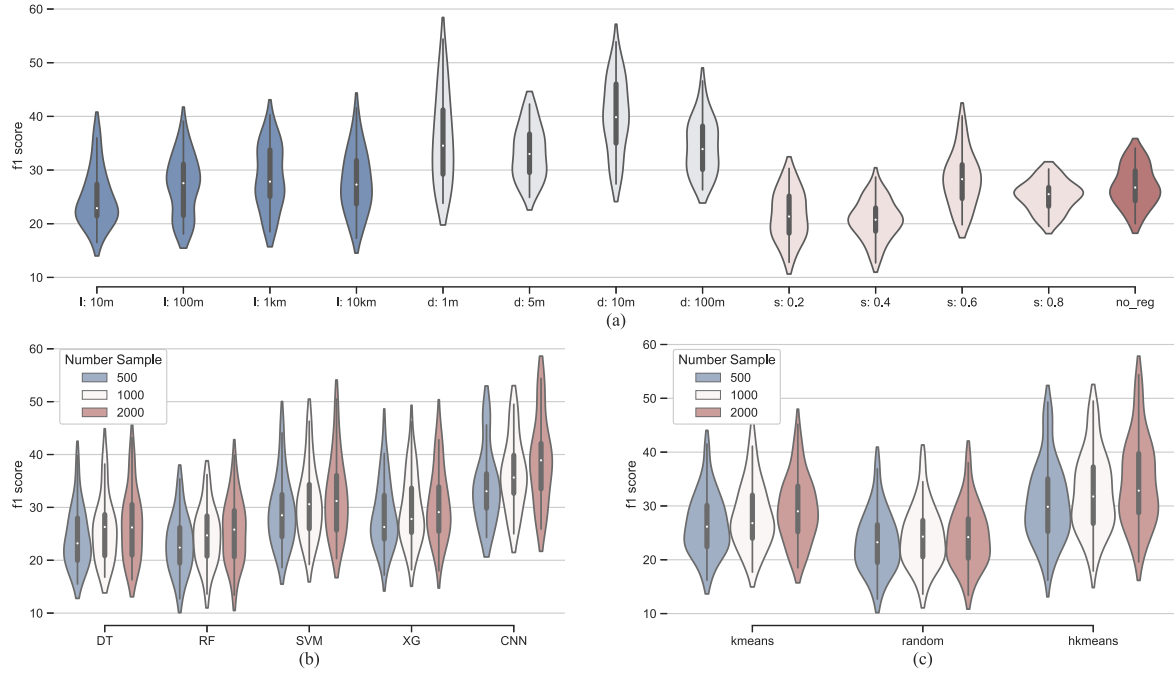 60
50
40
30
20
10
f1 score
l: 10m l: 100m l: 1km l: 10km d: 1m d: 5m d: 10m d: 100m s: 0.2 s: 0.4 s: 0.6 s: 0.8 no_reg
(a)
60
50
40
30
20
10
f1 score
Number Sample
500
1000
2000
DT RF SVM XG CNN
(b)
60
50
40
30
20
10
f1 score
Number Sample
500
1000
2000
kmeans random hkmeans
(c)